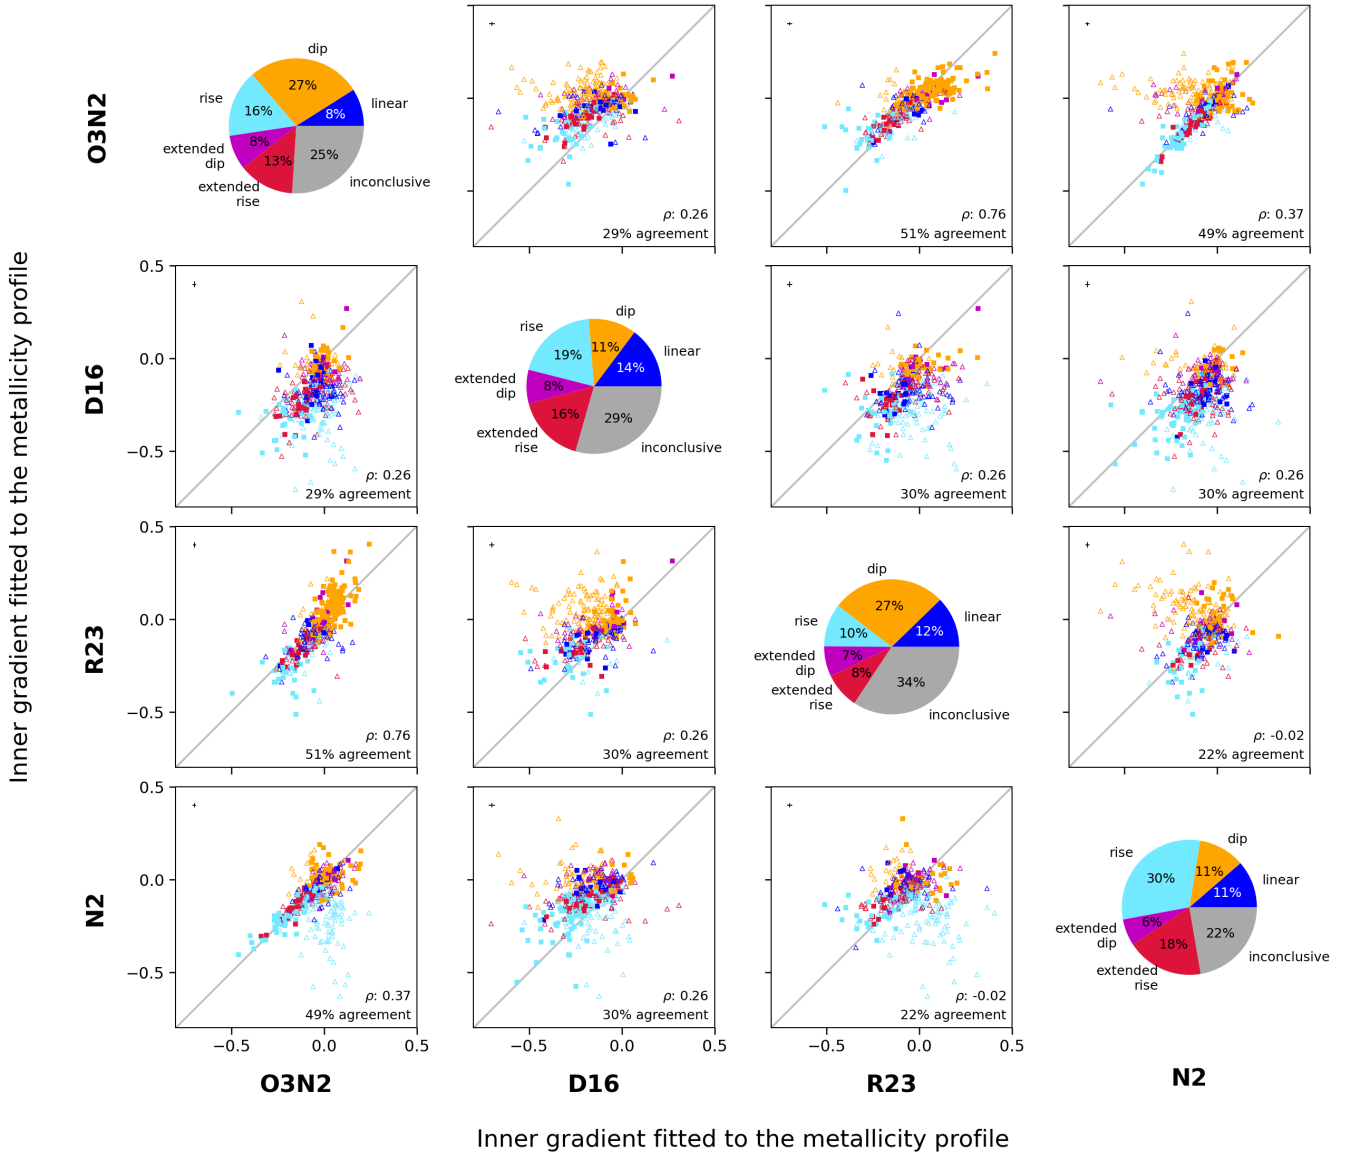 Inner gradient fitted to the metallicity profile
O3N2
dip
rise
linear
27%
16%
8%
extended
dip
8%
13%
25%
extended
rise
inconclusive
ρ: 0.26
29% agreement
ρ: 0.76
51% agreement
ρ: 0.37
49% agreement
D16
0.5
0.0
−0.5
ρ: 0.26
29% agreement
dip
rise
linear
11%
19%
14%
extended
dip
8%
16%
29%
extended
rise
inconclusive
ρ: 0.26
30% agreement
ρ: 0.26
30% agreement
R23
0.5
0.0
−0.5
ρ: 0.76
51% agreement
ρ: 0.26
30% agreement
dip
27%
rise
linear
10%
12%
extended
dip
7%
8%
34%
extended
rise
inconclusive
ρ: -0.02
22% agreement
N2
0.5
0.0
−0.5
ρ: 0.37
49% agreement
ρ: 0.26
30% agreement
ρ: -0.02
22% agreement
rise
dip
30%
11%
linear
11%
extended
dip
6%
18%
22%
extended
rise
inconclusive
−0.5 0.0 0.5
−0.5 0.0 0.5
−0.5 0.0 0.5
O3N2
D16
R23
N2
Inner gradient fitted to the metallicity profile